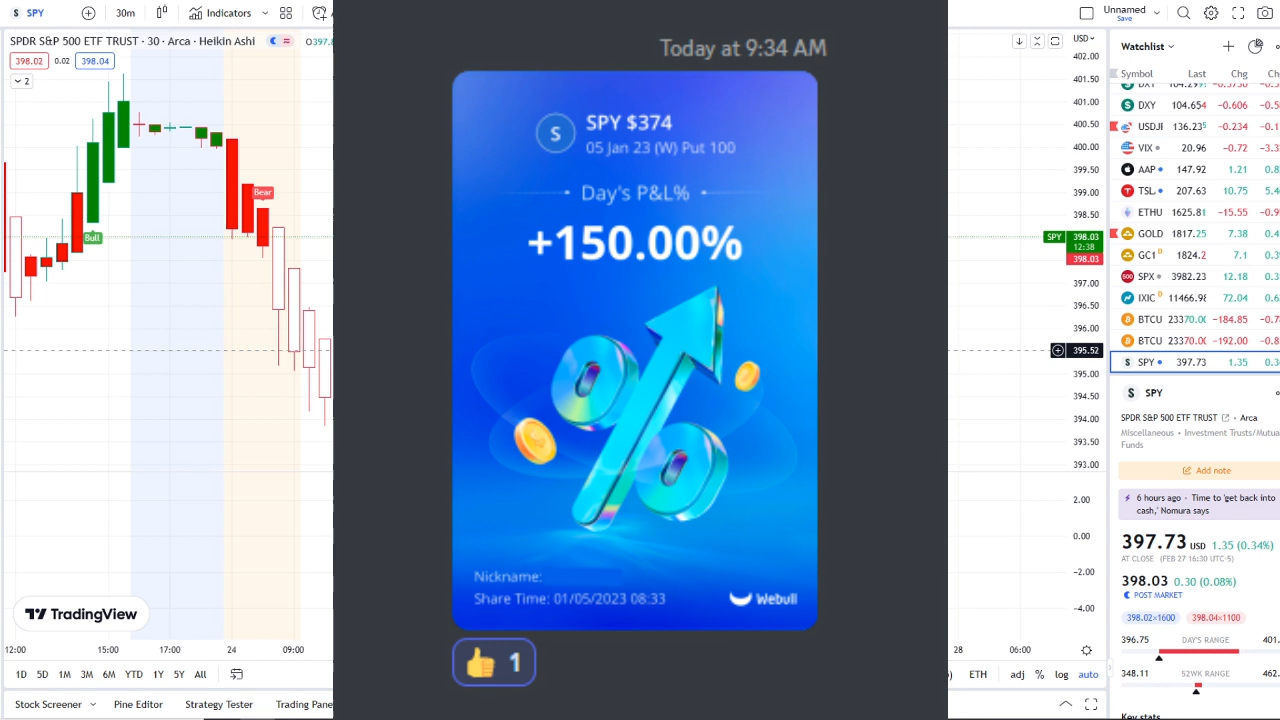 SPY
30m
Indicators
Unnamed
Save
SPDR S&P 500 ETF TRUST · 30 · Arca · Heikin Ashi
O397.8
398.02 0.02 398.04
2
Bull
Bear
TradingView
12:00 15:00 17:00 24 09:00
1D 5D 1M 3M 6M YTD 1Y 5Y All
Stock Screener Pine Editor Strategy Tester Trading Pane
Today at 9:34 AM
S
SPY $374
05 Jan 23 (W) Put 100
Day's P&L%
+150.00%
Nickname:
Share Time: 01/05/2023 08:33
Webull
1
USD
402.00
401.50
401.00
400.50
400.00
399.50
399.00
398.50
SPY 398.03
12:38
398.03
397.00
396.50
396.00
395.52
395.00
394.50
394.00
393.50
393.00
2.00
0.00
−2.00
−4.00
28 06:00
ETH adj % log auto
Watchlist
Symbol Last Chg Ch
DXY 104.654 −0.606
USDJ 136.235 −0.234
VIX 20.96 −0.72
AAP 147.92 1.21
TSL 207.63 10.75
ETHU 1625.81 −15.55
GOLD 1817.25 7.38
GC1 1824.2 7.1
SPX 3982.23 12.18
IXIC 11466.98 72.04
BTCU 23370.00 −184.85
BTCU 23370.00 −192.00
SPY 397.73 1.35
SPY
SPDR S&P 500 ETF TRUST · Arca
Miscellaneous • Investment Trusts/Mutua
Funds
Add note
6 hours ago · Time to 'get back into
cash,' Nomura says
397.73 USD 1.35 (0.34%)
AT CLOSE (FEB 27 16:30 UTC-5)
398.03 0.30 (0.08%)
POST MARKET
398.02×1600 398.04×1100
396.75 DAY'S RANGE 401.
348.11 52WK RANGE 462.
Key stats